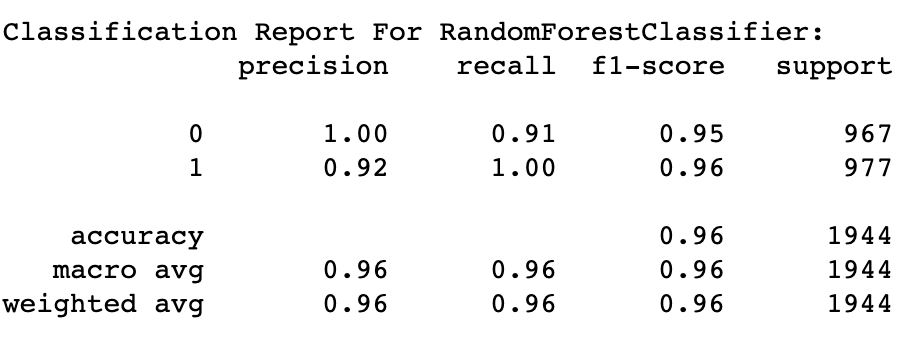 Classification Report For RandomForestClassifier:
precision recall f1-score support
0 1.00 0.91 0.95 967
1 0.92 1.00 0.96 977
accuracy 0.96 1944
macro avg 0.96 0.96 0.96 1944
weighted avg 0.96 0.96 0.96 1944